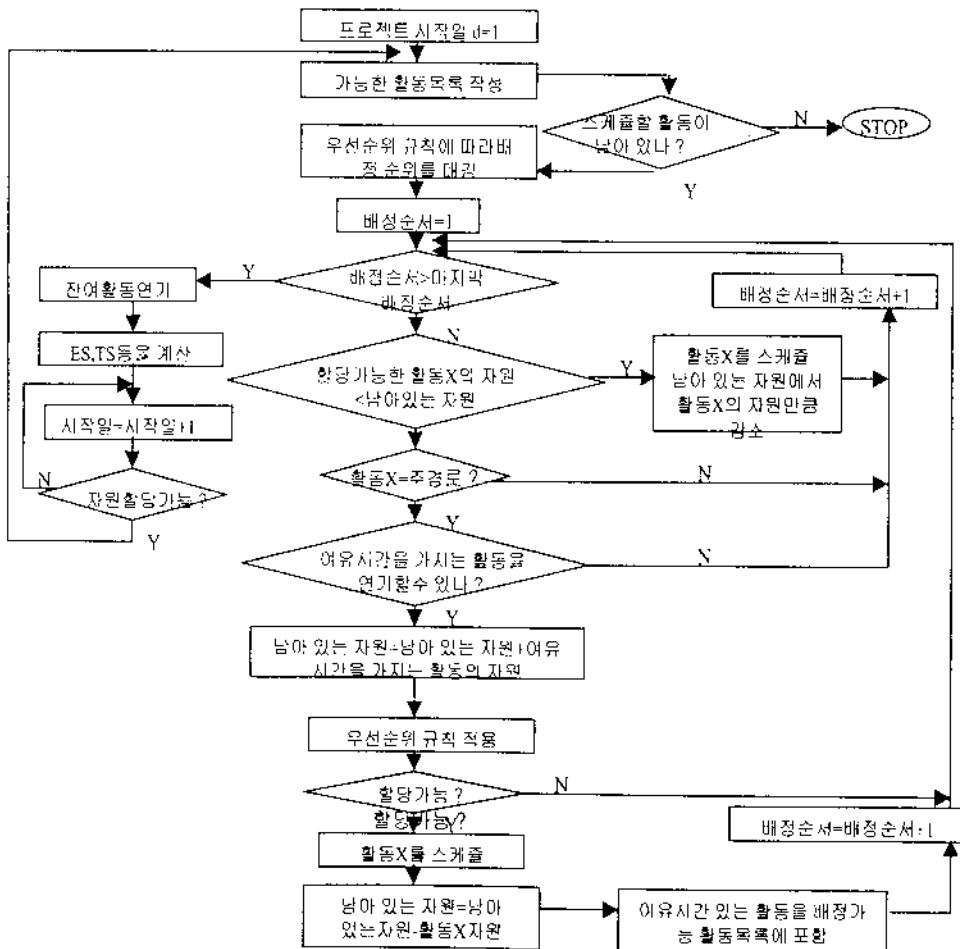 프로젝트 시작일 d=1
가능한 활동목록 작성
스케쥴할 활동이
남아 있나 ?
N
STOP
Y
우선순위 규칙에 따라배
정 순위를 매김
배정순서=1
배정순서>마지막
배정순서
Y
N
잔여활동연기
ES,TS등을 계산
시작일=시작일+1
자원할당가능 ?
N
Y
할당가능한 활동X의 자원
<남아있는 자원
Y
활동X를 스케쥴
남아 있는 자원에서
활동X의 자원만큼
감소
배정순서=배정순서+1
활동X=주경로 ?
N
Y
여유시간을 가지는 활동을
연기할수 있나 ?
N
Y
남아 있는 자원=남아 있는 자원+여유
시간을 가지는 활동의 자원
우선순위 규칙 적용
할당가능 ?
할당가능 ?
N
Y
활동X를 스케쥴
남아 있는 자원=남아
있는자원-활동X자원
여유시간 있는 활동을 배정가
능 활동목록에 포함
배정순서=배정순서+1